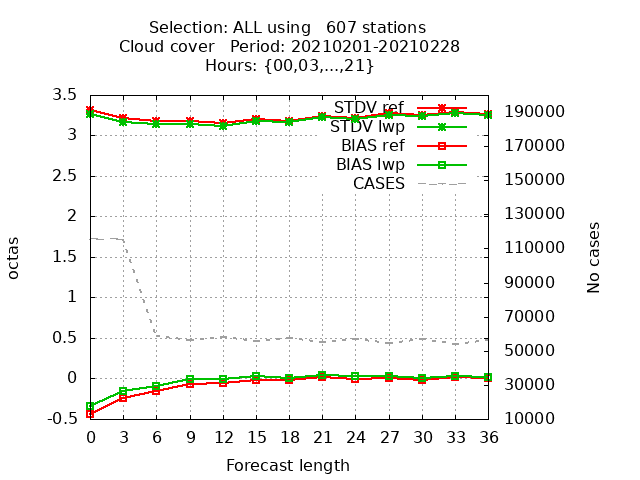 Selection: ALL using   607 stations
Cloud cover   Period: 20210201-20210228
Hours: {00,03,...,21}
STDV ref
STDV lwp
BIAS ref
BIAS lwp
CASES
3.5
3
2.5
2
1.5
1
0.5
0
-0.5
octas
190000
170000
150000
130000
110000
90000
70000
50000
30000
10000
No cases
0 3 6 9 12 15 18 21 24 27 30 33 36
Forecast length